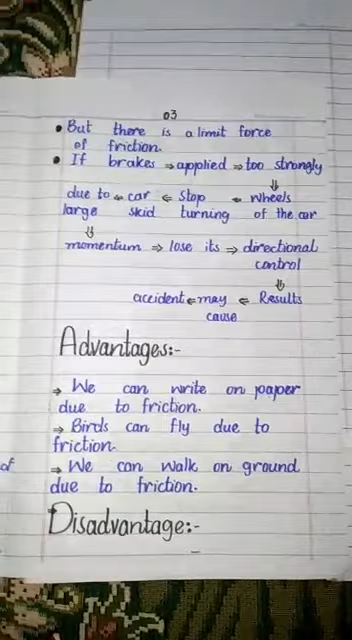 03
• But there is a limit force
of friction.
• If brakes → applied → too strongly
⇓
due to ← car ⇐ Stop ← wheels
large skid turning of the car
⇓
momentum ⇒ lose its ⇒ directional
control
⇓
accident ← may ⇐ Results
cause
Advantages:-
→ We can write on paper
due to friction.
→ Birds can fly due to
friction.
of
→ We can walk on ground
due to friction.
Disadvantage:-